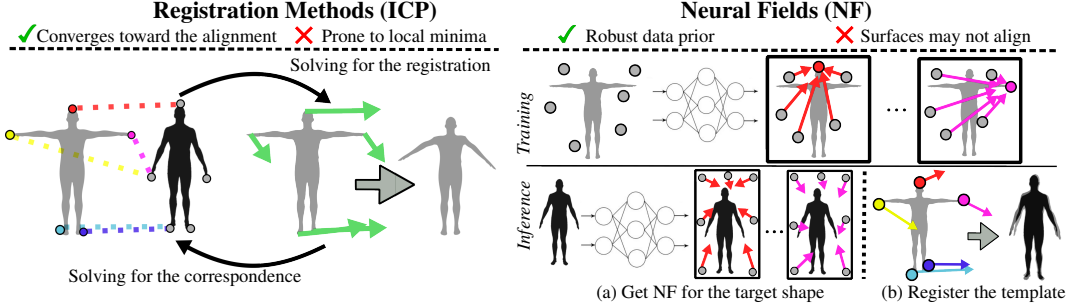 Registration Methods (ICP)
Converges toward the alignment
Prone to local minima
Solving for the registration
Solving for the correspondence
Neural Fields (NF)
Robust data prior
Surfaces may not align
Training
...
Inference
...
(a) Get NF for the target shape
(b) Register the template